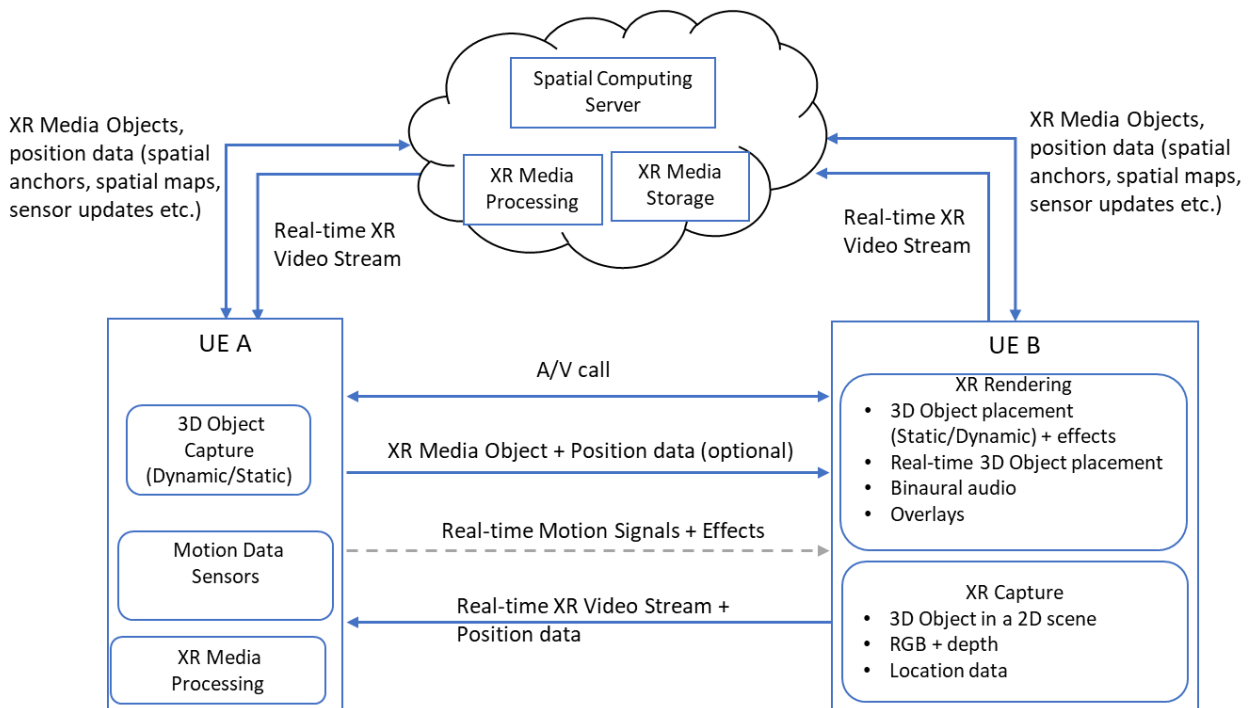 Spatial Computing
Server
XR Media
Processing
XR Media
Storage
XR Media Objects,
position data (spatial
anchors, spatial maps,
sensor updates etc.)
Real-time XR
Video Stream
XR Media Objects,
position data (spatial
anchors, spatial maps,
sensor updates etc.)
Real-time XR
Video Stream
UE A
3D Object
Capture
(Dynamic/Static)
Motion Data
Sensors
XR Media
Processing
A/V call
XR Media Object + Position data (optional)
Real-time Motion Signals + Effects
Real-time XR Video Stream +
Position data
UE B
XR Rendering
• 3D Object placement
(Static/Dynamic) + effects
• Real-time 3D Object placement
• Binaural audio
• Overlays
XR Capture
• 3D Object in a 2D scene
• RGB + depth
• Location data